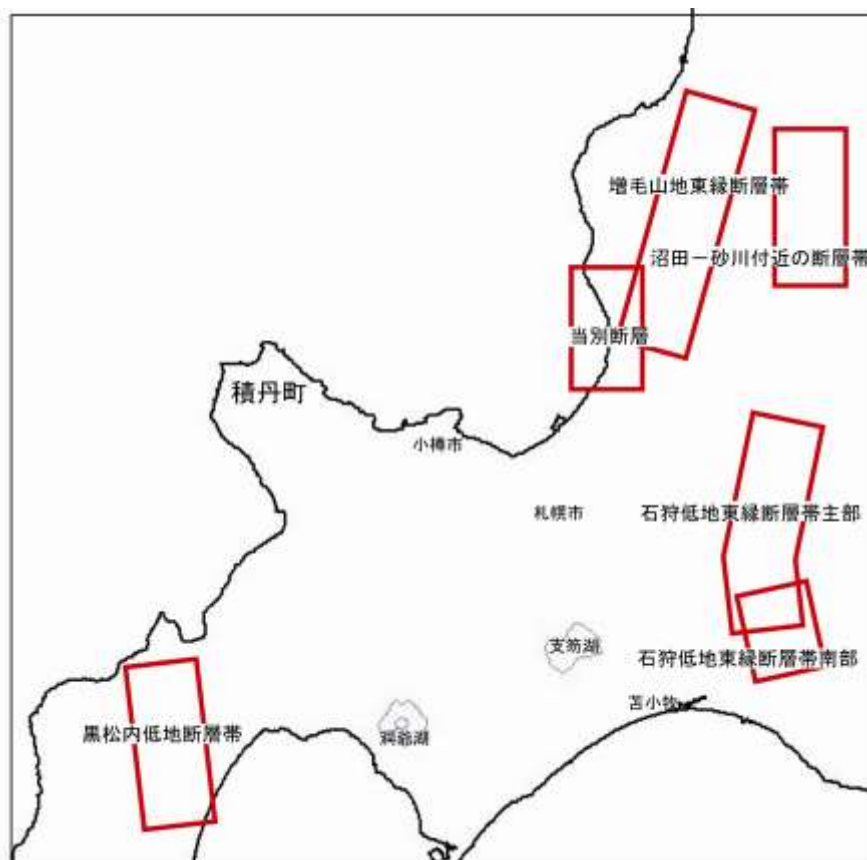 増毛山地東縁断層帯
沼田－砂川付近の断層帯
当別断層
積丹町
小樽市
札幌市
石狩低地東縁断層帯主部
支笏湖
石狩低地東縁断層帯南部
苫小牧
黒松内低地断層帯
洞爺湖